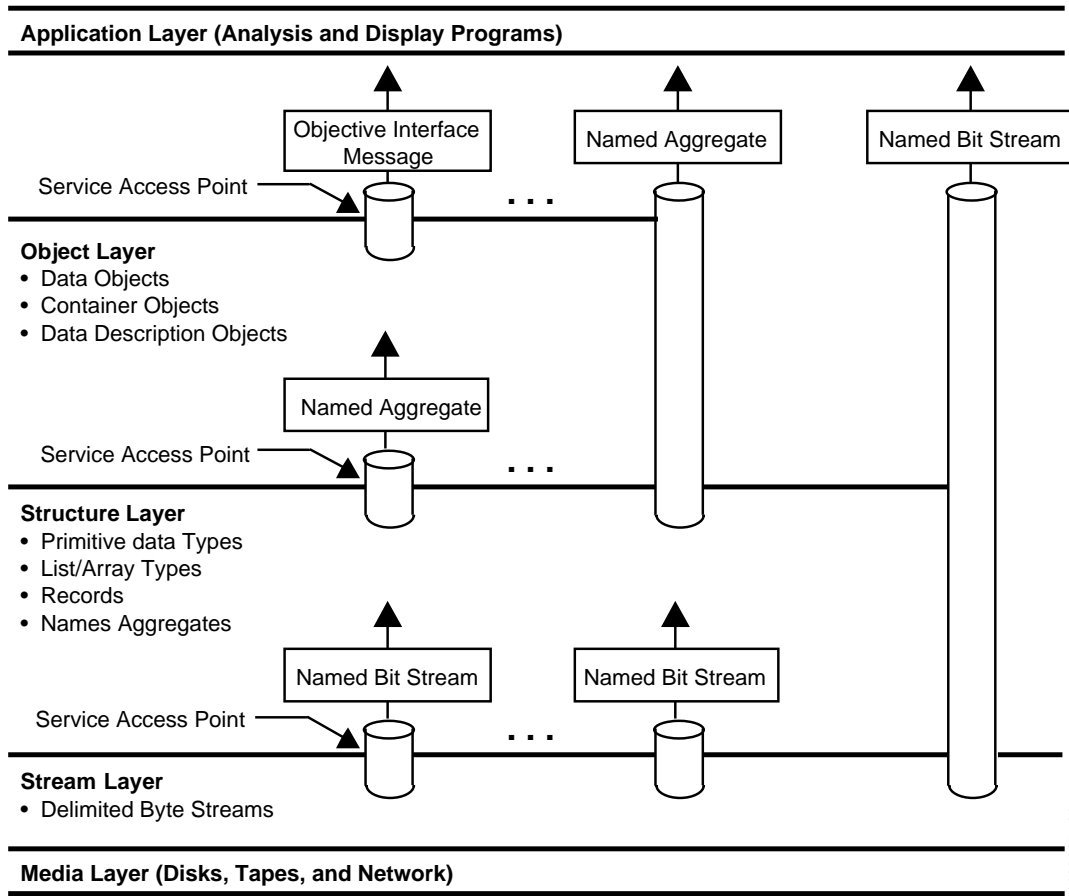 Application Layer (Analysis and Display Programs)
Objective Interface
Message
Named Aggregate
Named Bit Stream
Service Access Point
. . .
Object Layer
• Data Objects
• Container Objects
• Data Description Objects
Named Aggregate
Service Access Point
. . .
Structure Layer
• Primitive data Types
• List/Array Types
• Records
• Names Aggregates
Named Bit Stream
Named Bit Stream
Service Access Point
. . .
Stream Layer
• Delimited Byte Streams
Media Layer (Disks, Tapes, and Network)